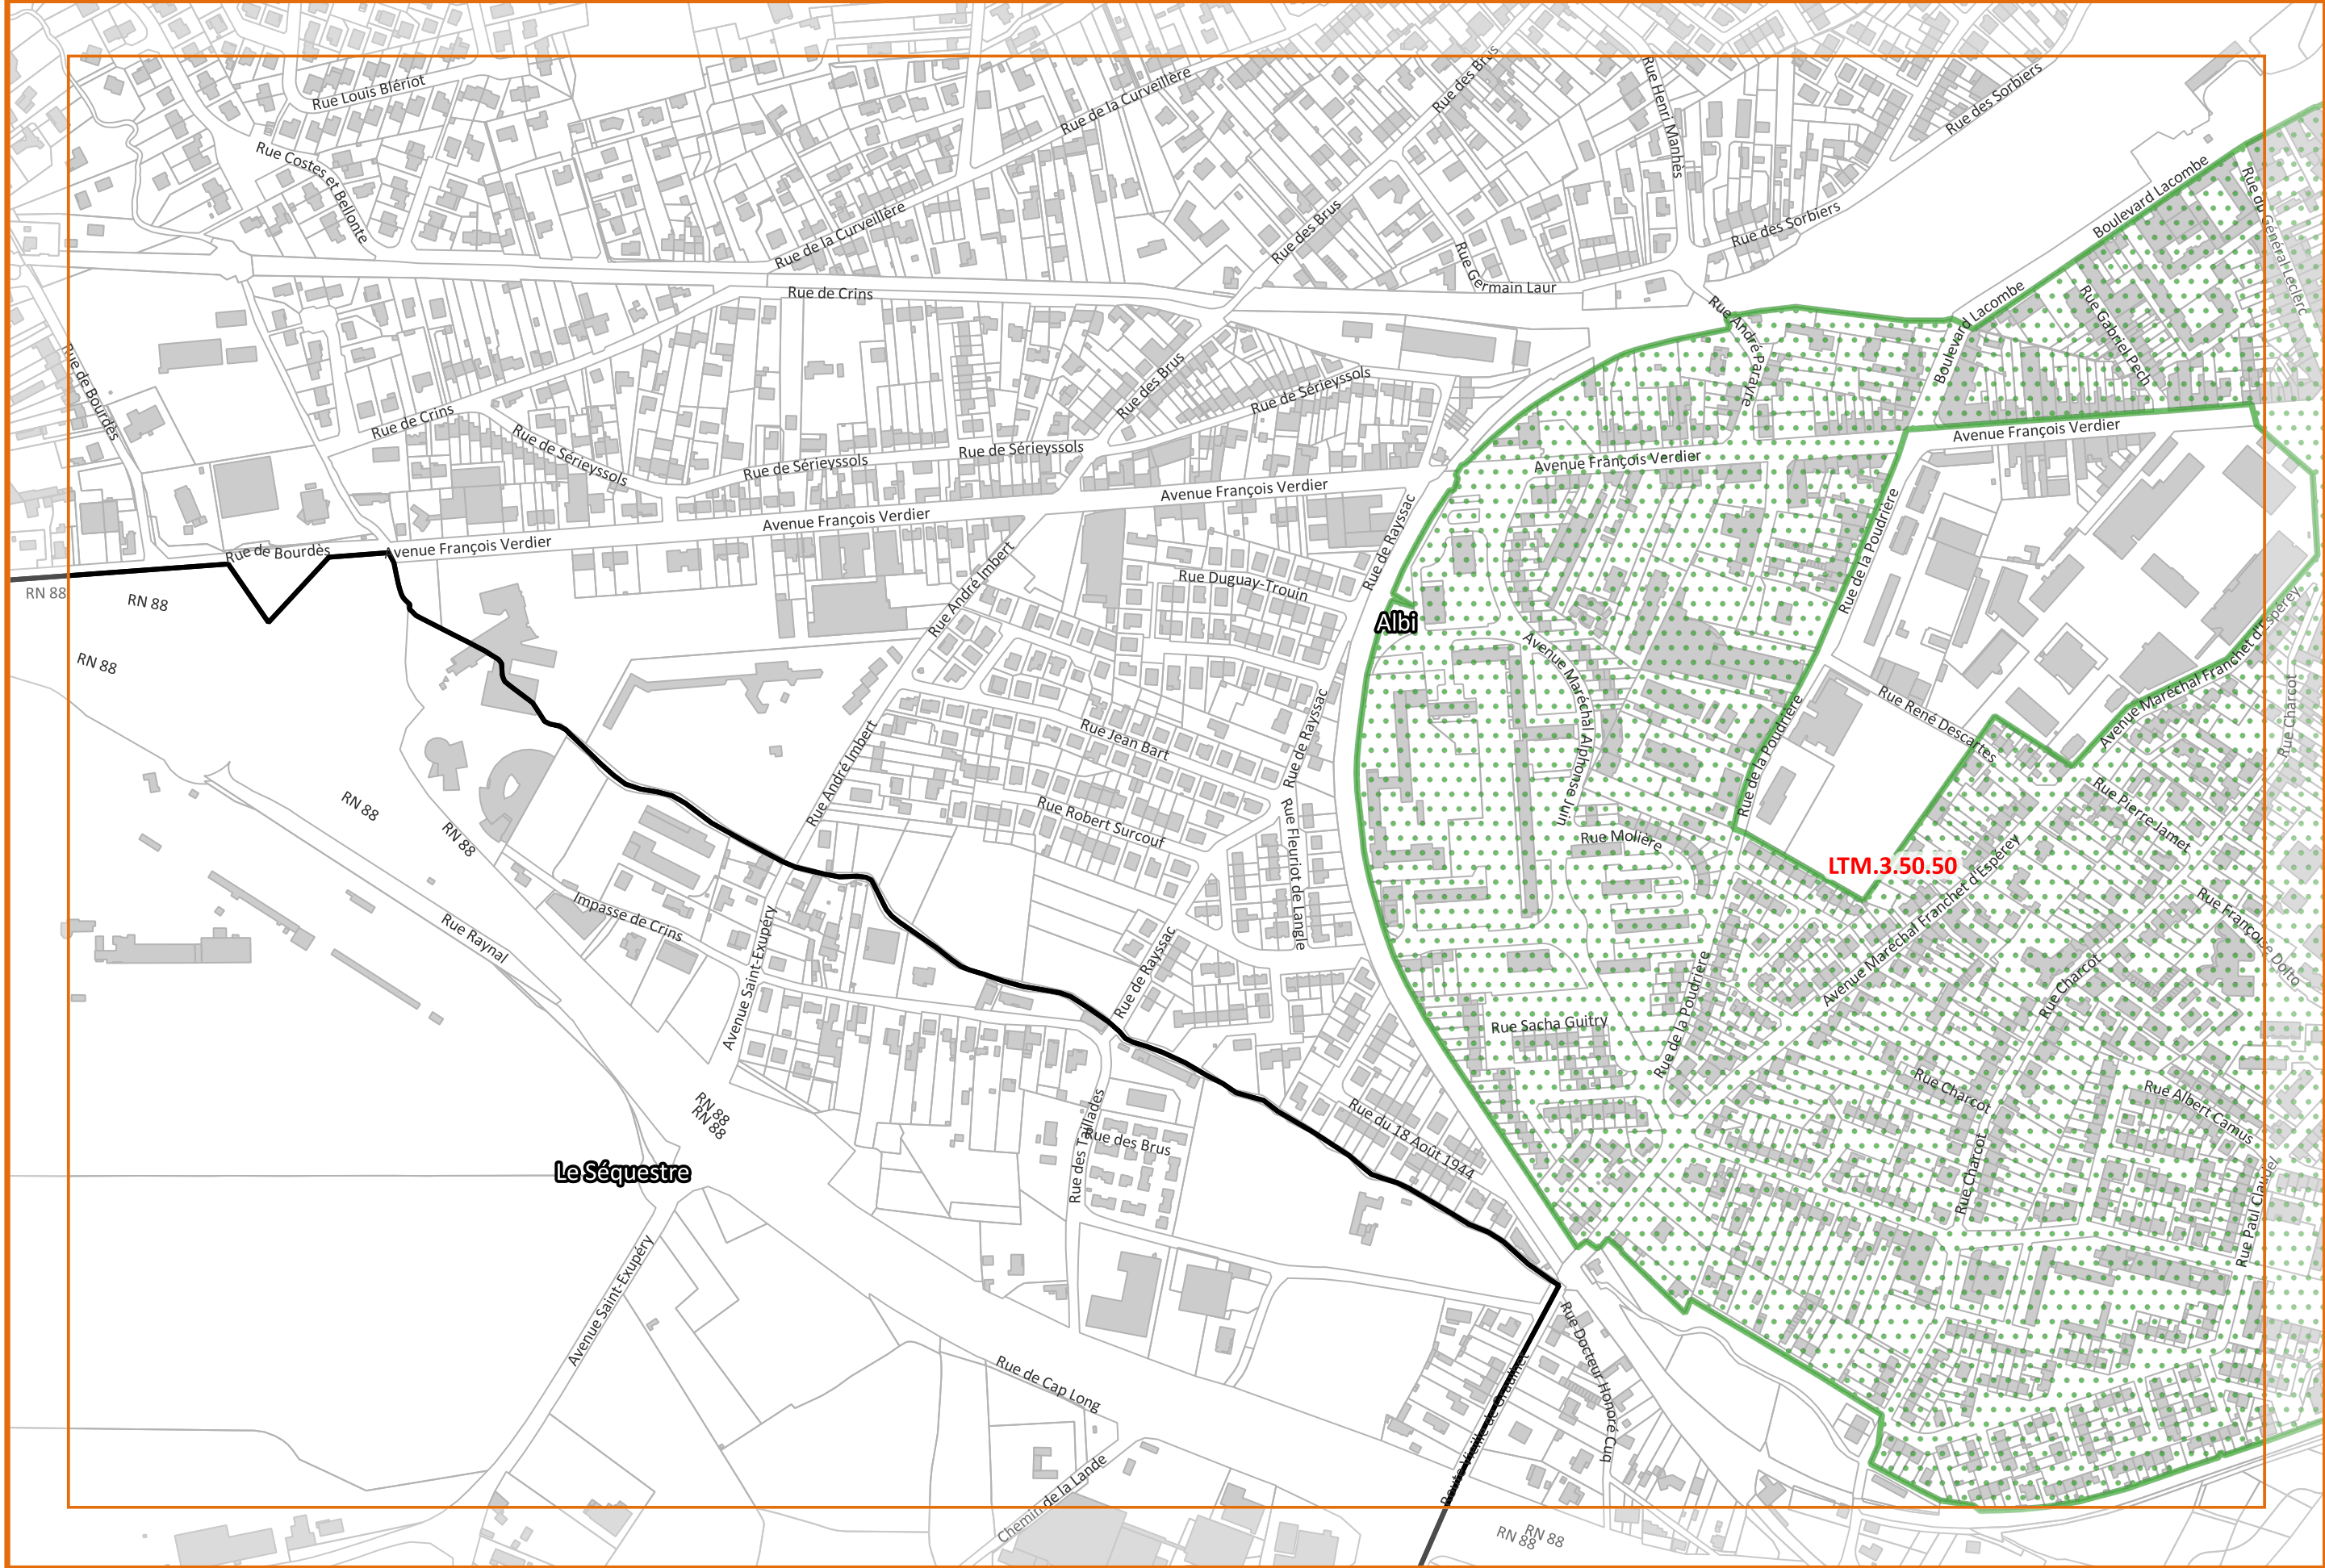 Rue Louis Blériot
Rue de la Curveillère
Rue des Brus
Rue Henri Manhès
Rue des Sorbiers
Rue Costes et Bellonte
Rue de la Curveillère
Rue des Brus
Rue des Sorbiers
Boulevard Lacombe
Rue du Général Leclerc
Rue de Crins
Rue Germain Laur
Rue André Parayre
Boulevard Lacombe
Rue Gabriel Pech
Rue de Bourdès
Rue de Crins
Rue de Sérieyssols
Rue des Brus
Rue de Sérieyssols
Rue de Sérieyssols
Rue de Sérieyssols
Avenue François Verdier
Avenue François Verdier
Avenue François Verdier
Avenue François Verdier
Avenue François Verdier
Rue de Bourdès
RN 88
RN 88
RN 88
Rue André Imbert
Rue Duguay-Trouin
Rue de Rayssac
Albi
Rue de la Poudrière
Avenue Maréchal Franchet d'Espérey
Avenue Maréchal Alphonse Juin
Rue René Descartes
Rue Charcot
Rue Jean Bart
Rue de Rayssac
Rue André Imbert
Rue de la Poudrière
RN 88
RN 88
Rue Robert Surcouf
Rue Fleuriot de Langle
Rue Molière
Rue Pierre Jamet
LTM.3.50.50
Avenue Maréchal Franchet d'Espérey
Rue Françoise Dolto
Impasse de Crins
Rue Raynal
Avenue Saint-Exupéry
Rue de Rayssac
Rue Sacha Guitry
Rue de la Poudrière
Rue Charcot
Rue Charcot
Rue Albert Camus
RN 88
RN 88
Rue des Taillades
Rue des Brus
Rue du 18 Août 1944
Le Séquestre
Rue Charcot
Rue Paul Claudel
Avenue Saint-Exupéry
Rue de Cap Long
Rue Docteur Honoré Cuq
Route Vieille de Graulhet
Chemin de la Lande
RN 88
RN 88